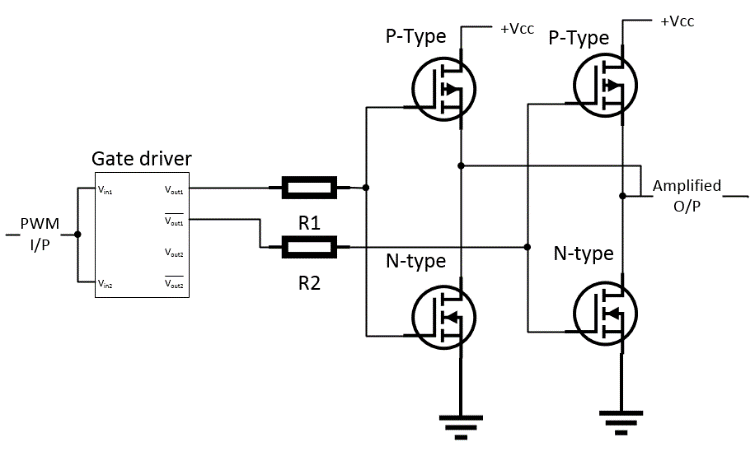 P-Type
+Vcc
P-Type
+Vcc
Gate driver
Vin1
Vout1
Vout1
Vout2
Vin2
Vout2
PWM
I/P
R1
R2
N-type
N-type
Amplified
O/P